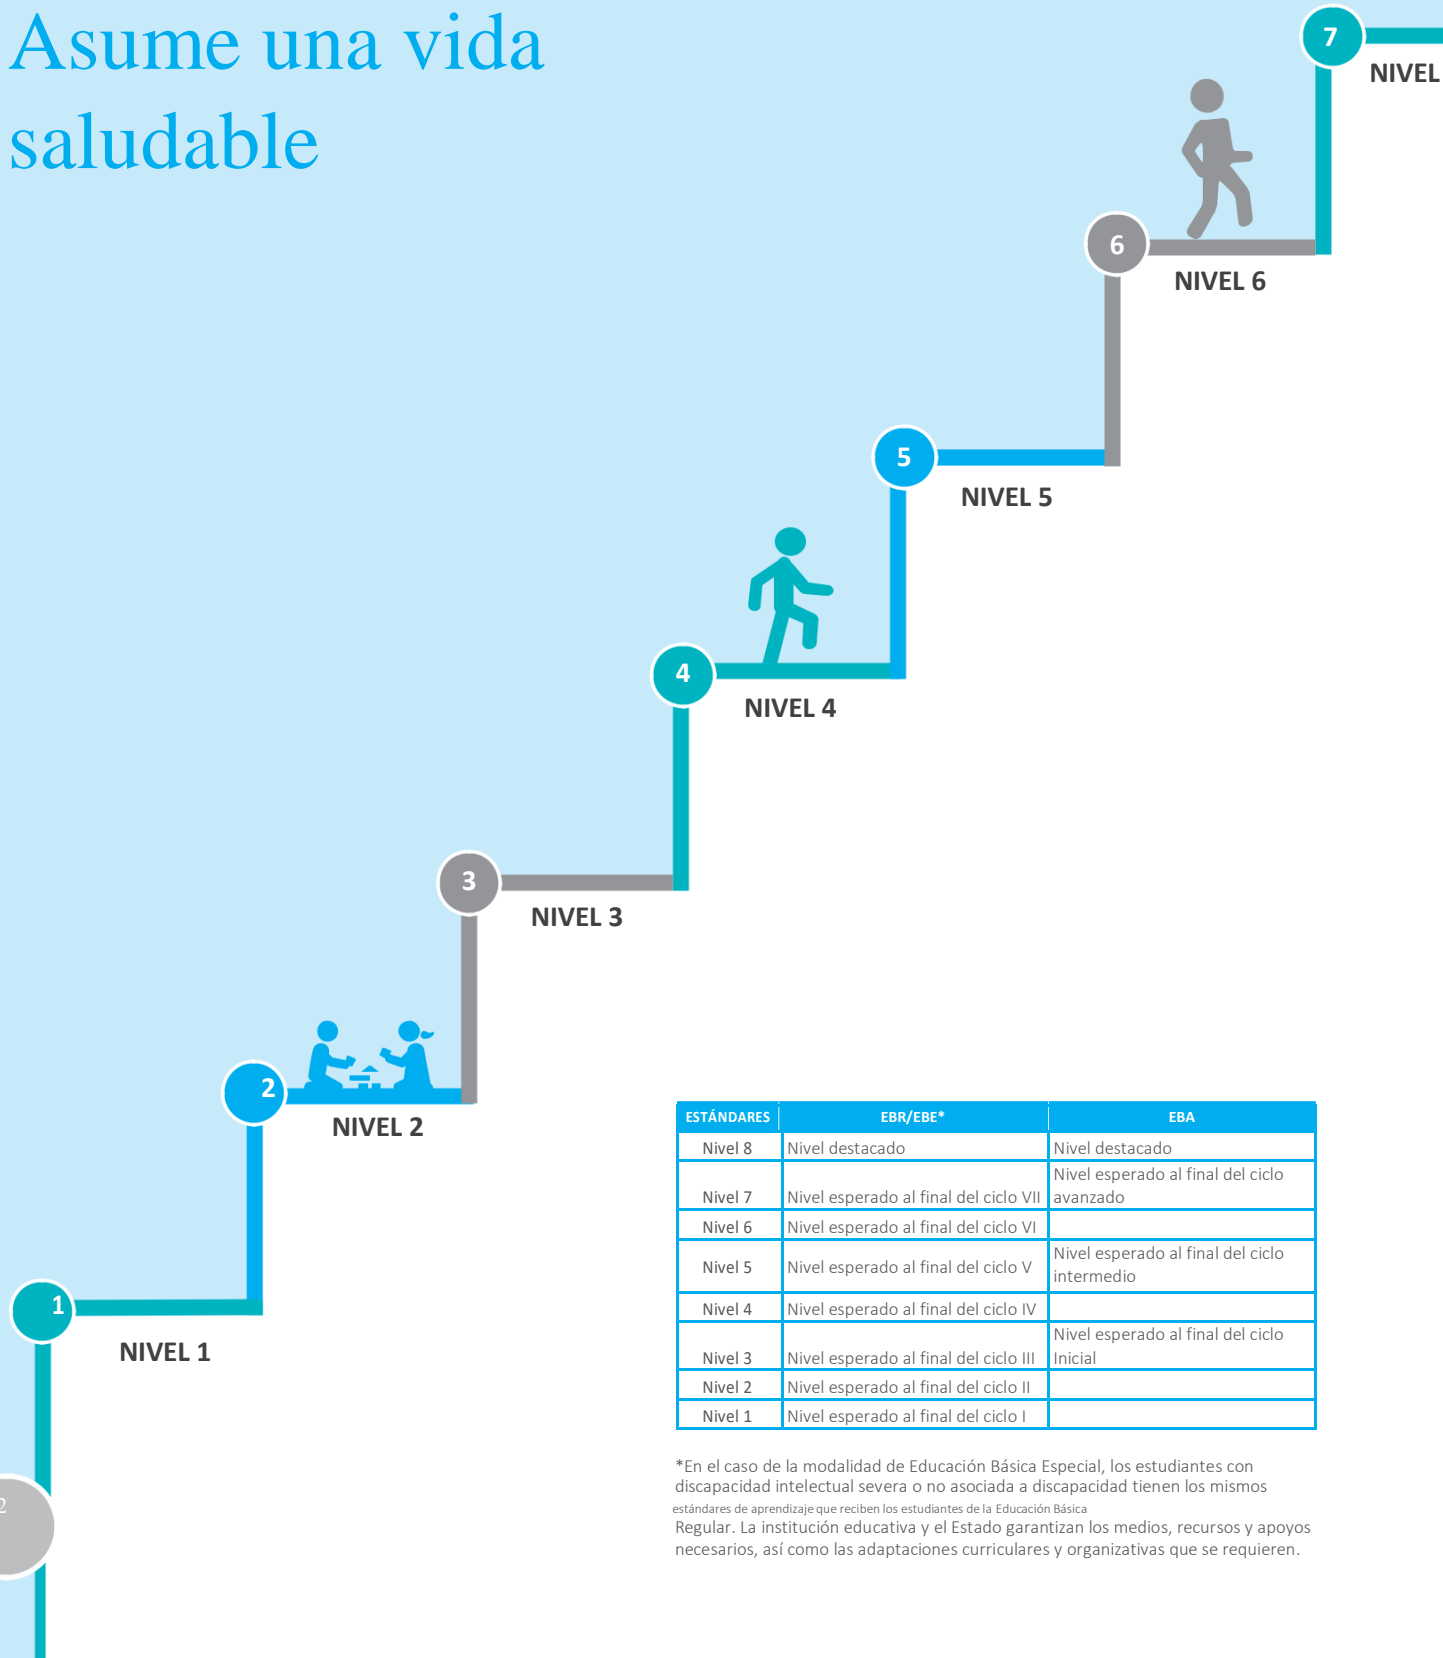 Asume una vida
saludable
7
NIVEL
6
NIVEL 6
5
NIVEL 5
4
NIVEL 4
3
NIVEL 3
2
NIVEL 2
1
NIVEL 1
2
ESTÁNDARES EBR/EBE* EBA
Nivel 8 Nivel destacado Nivel destacado
Nivel 7 Nivel esperado al final del ciclo VII Nivel esperado al final del ciclo
avanzado
Nivel 6 Nivel esperado al final del ciclo VI
Nivel 5 Nivel esperado al final del ciclo V Nivel esperado al final del ciclo
intermedio
Nivel 4 Nivel esperado al final del ciclo IV
Nivel 3 Nivel esperado al final del ciclo III Nivel esperado al final del ciclo
Inicial
Nivel 2 Nivel esperado al final del ciclo II
Nivel 1 Nivel esperado al final del ciclo I
*En el caso de la modalidad de Educación Básica Especial, los estudiantes con
discapacidad intelectual severa o no asociada a discapacidad tienen los mismos
estándares de aprendizaje que reciben los estudiantes de la Educación Básica
Regular. La institución educativa y el Estado garantizan los medios, recursos y apoyos
necesarios, así como las adaptaciones curriculares y organizativas que se requieren.